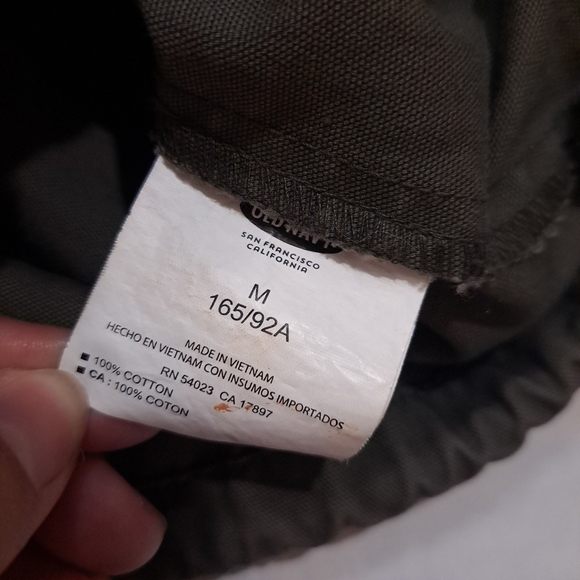 OLD NAVY
SAN FRANCISCO
CALIFORNIA
M
165/92A
MADE IN VIETNAM
HECHO EN VIETNAM CON INSUMOS IMPORTADOS
RN 54023 CA 17897
■ 100% COTTON
■ CA : 100% COTON